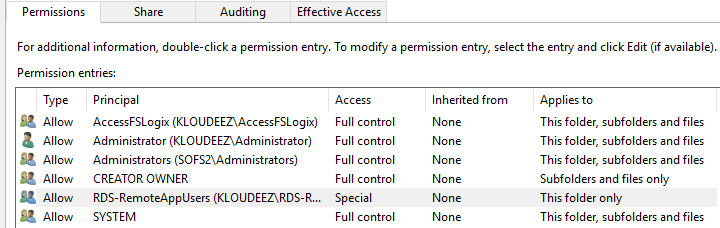 Permissions Share Auditing Effective Access
For additional information, double-click a permission entry. To modify a permission entry, select the entry and click Edit (if available).
Permission entries:
Type Principal Access Inherited from Applies to
Allow AccessFSLogix (KLOUDEEZ\AccessFSLogix) Full control None This folder, subfolders and files
Allow Administrator (KLOUDEEZ\Administrator) Full control None This folder, subfolders and files
Allow Administrators (SOFS2\Administrators) Full control None This folder, subfolders and files
Allow CREATOR OWNER Full control None Subfolders and files only
Allow RDS-RemoteAppUsers (KLOUDEEZ\RDS-R... Special None This folder only
Allow SYSTEM Full control None This folder, subfolders and files